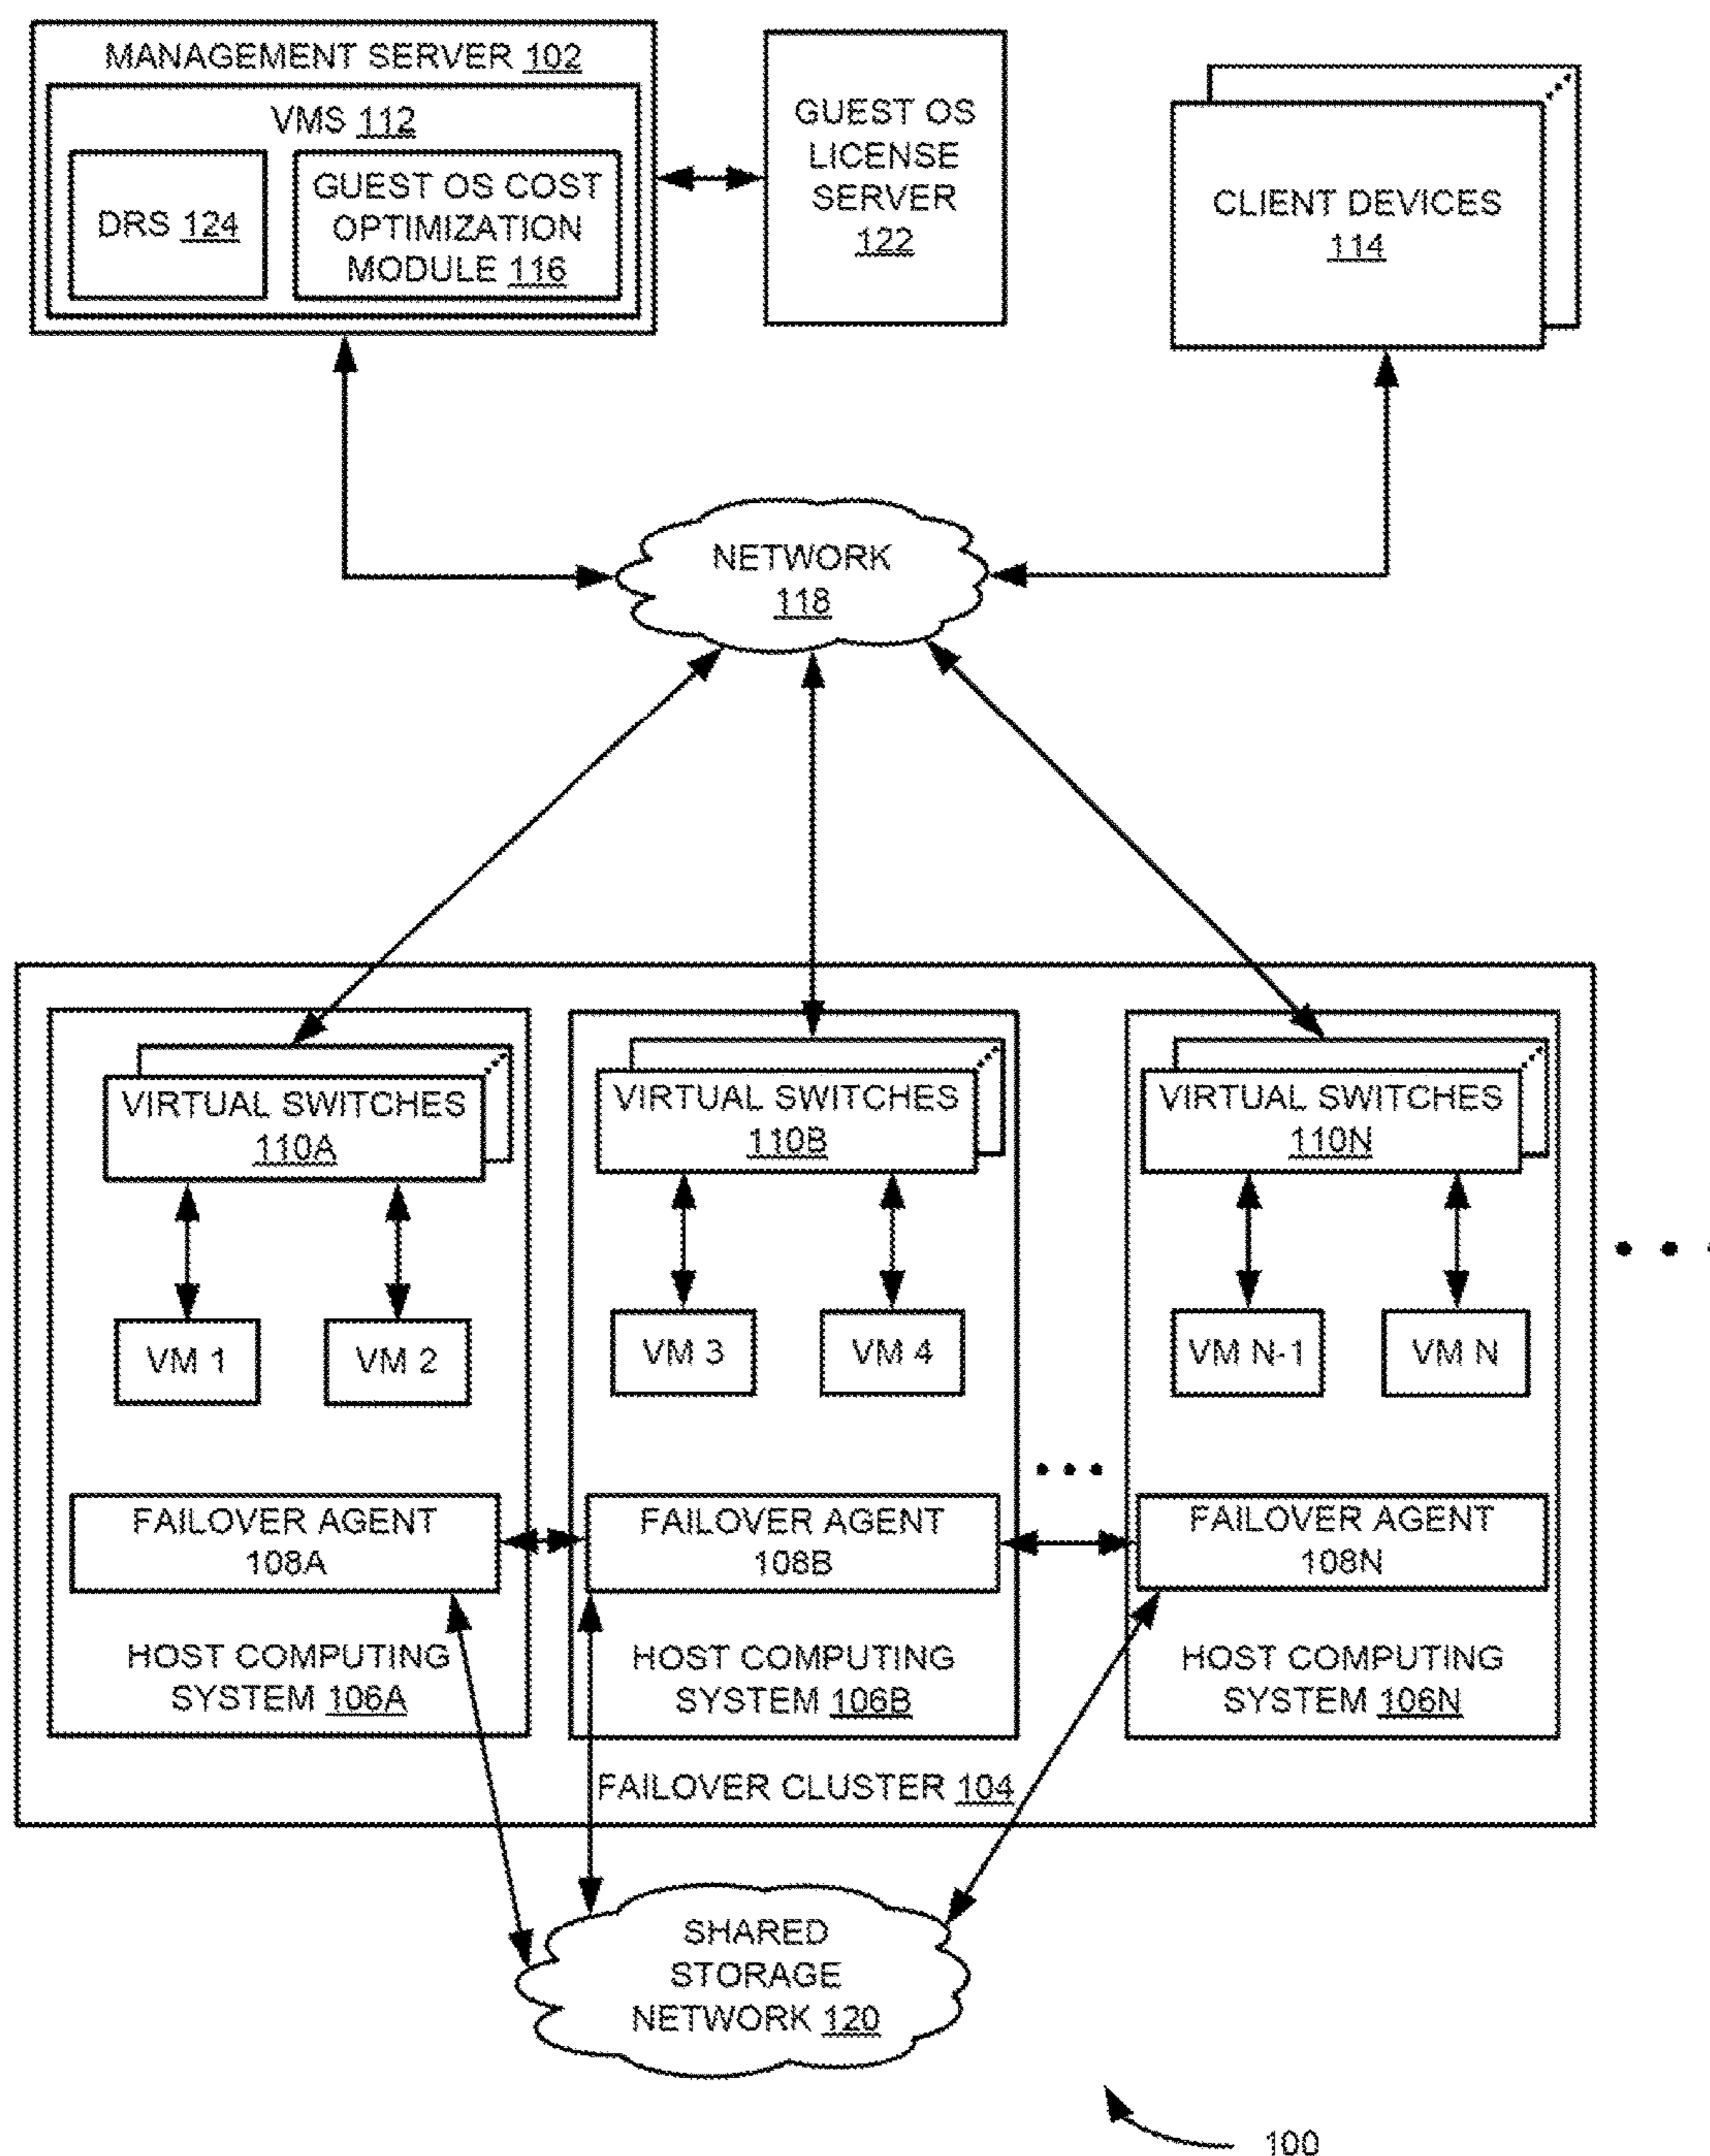 MANAGEMENT SERVER 102
VMS 112
DRS 124
GUEST OS COST
OPTIMIZATION
MODULE 116
GUEST OS
LICENSE
SERVER
122
CLIENT DEVICES
114
NETWORK
118
VIRTUAL SWITCHES
110A
VM 1
VM 2
FAILOVER AGENT
108A
HOST COMPUTING
SYSTEM 106A
VIRTUAL SWITCHES
110B
VM 3
VM 4
FAILOVER AGENT
108B
HOST COMPUTING
SYSTEM 106B
VIRTUAL SWITCHES
110N
VM N-1
VM N
FAILOVER AGENT
108N
HOST COMPUTING
SYSTEM 106N
FAILOVER CLUSTER 104
SHARED
STORAGE
NETWORK 120
100